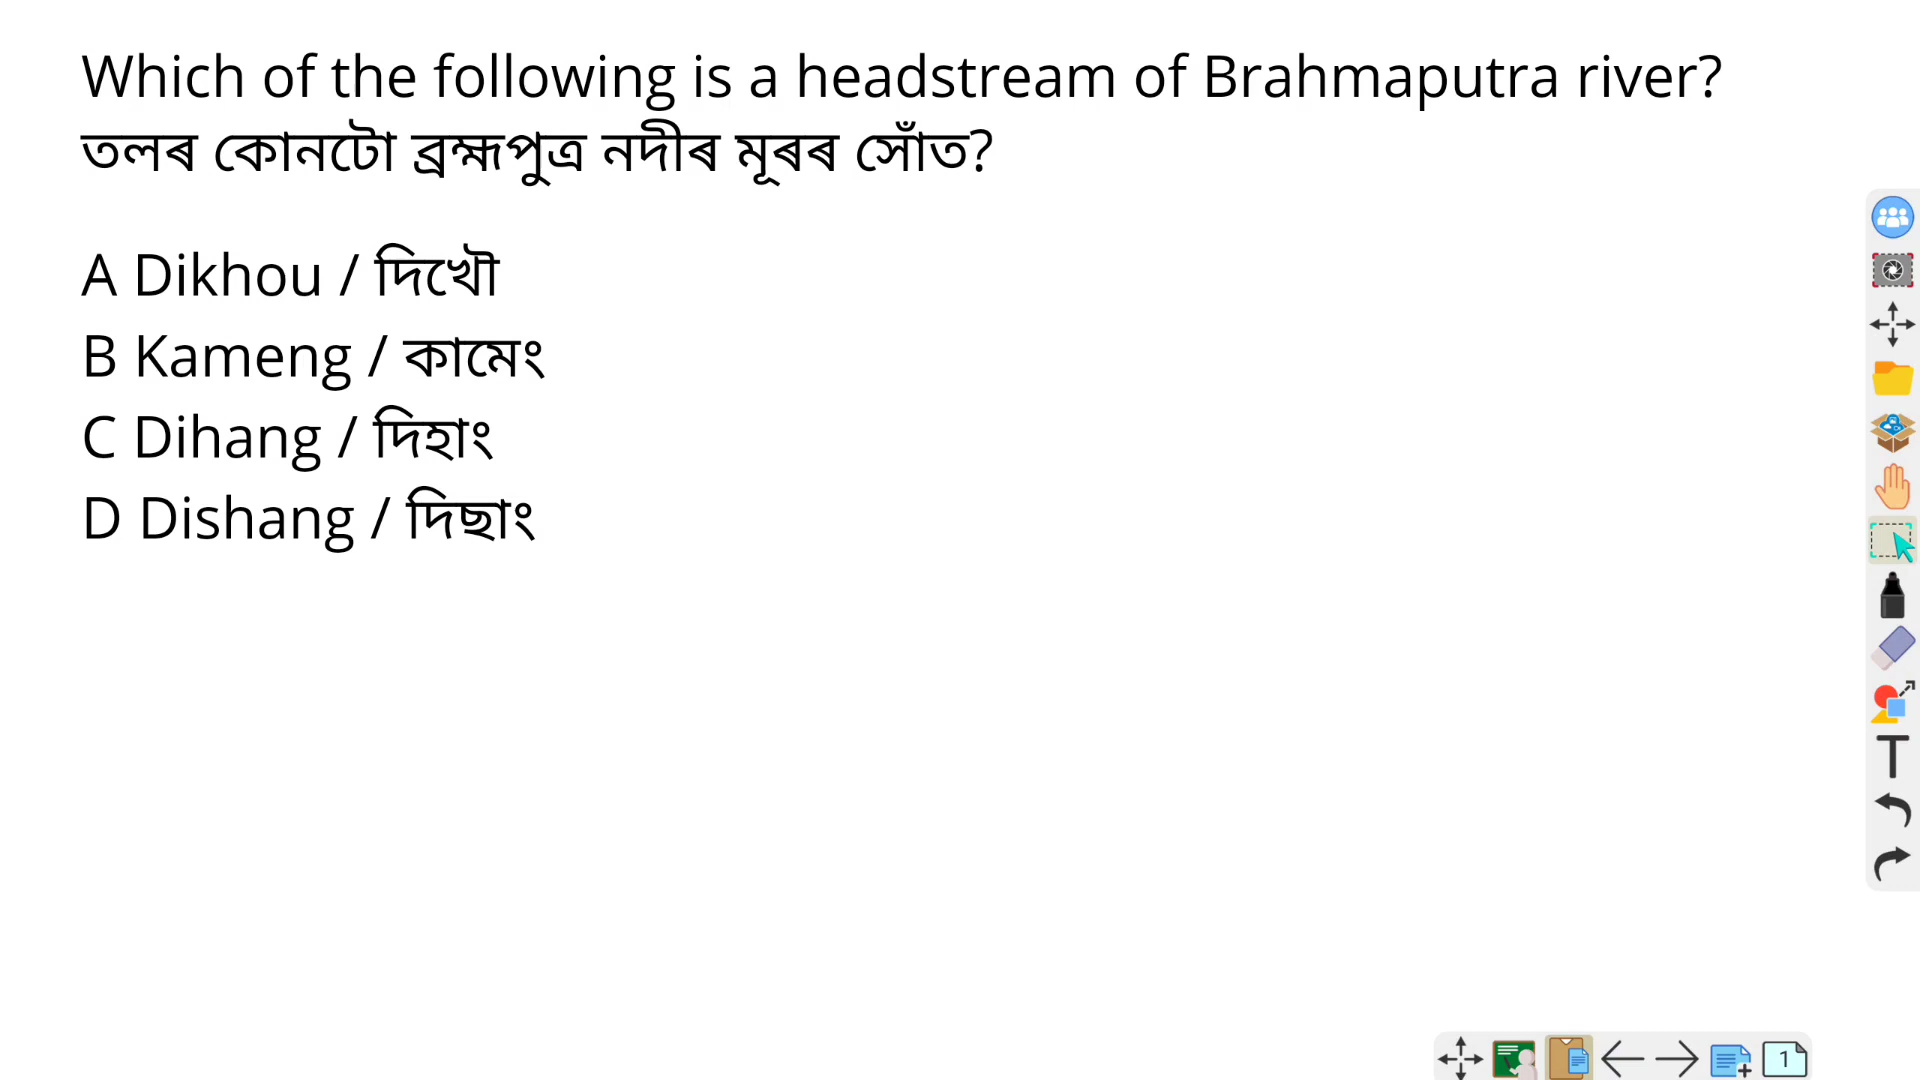 Which of the following is a headstream of Brahmaputra river?
তলৰ কোনটো ব্ৰহ্মপুত্ৰ নদীৰ মূৰৰ সোঁত?
A Dikhou / দিখৌ
B Kameng / কামেং
C Dihang / দিহাং
D Dishang / দিছাং
T
1